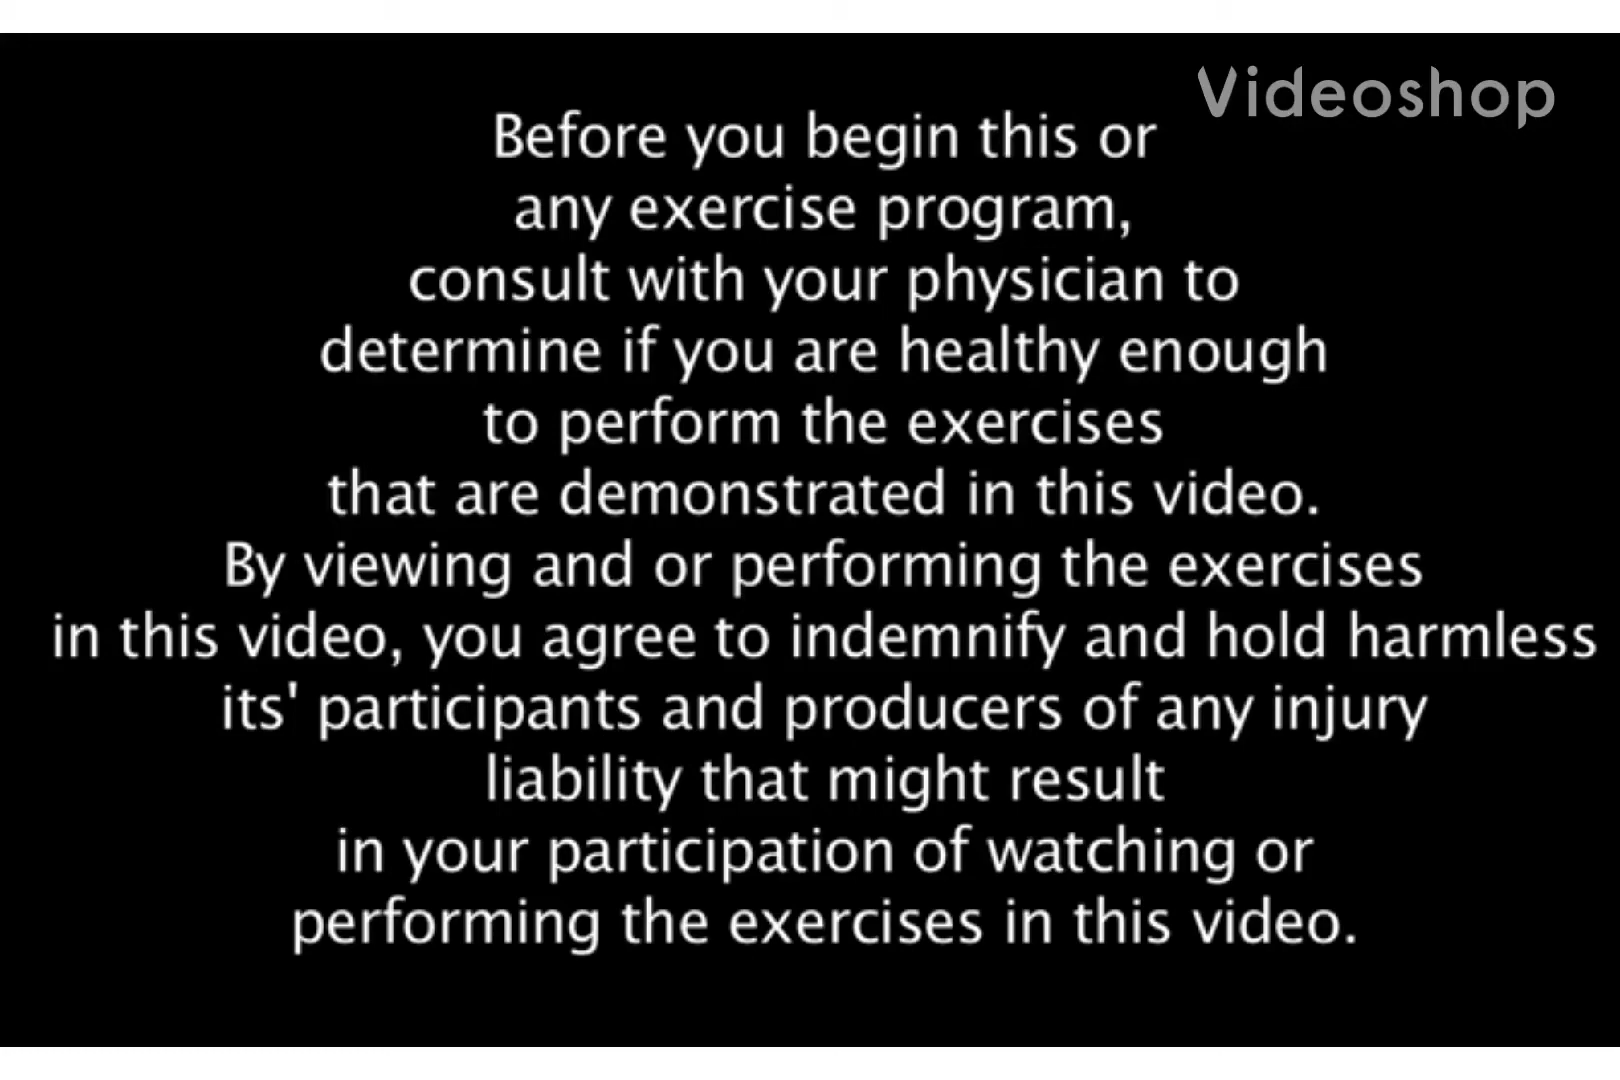 Videoshop
Before you begin this or
any exercise program,
consult with your physician to
determine if you are healthy enough
to perform the exercises
that are demonstrated in this video.
By viewing and or performing the exercises
in this video, you agree to indemnify and hold harmless
its' participants and producers of any injury
liability that might result
in your participation of watching or
performing the exercises in this video.